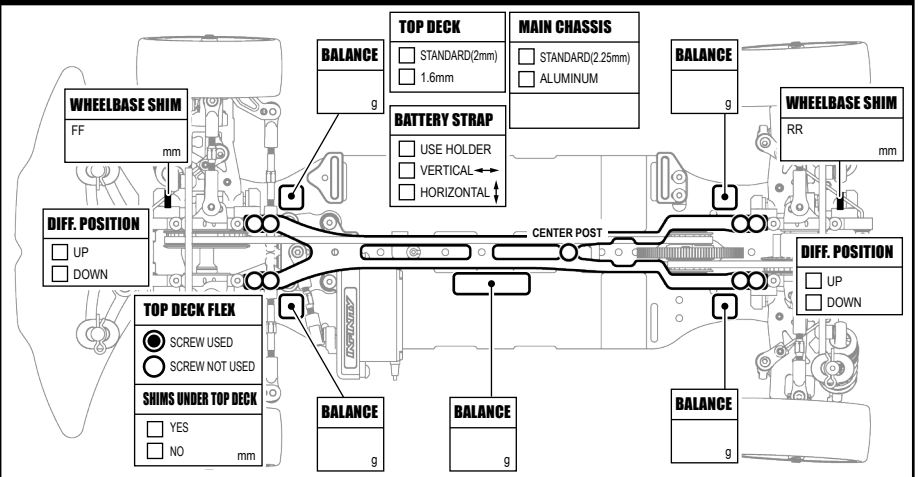 TOP DECK
STANDARD(2mm)
1.6mm
MAIN CHASSIS
STANDARD(2.25mm)
ALUMINUM
BALANCE
g
BALANCE
g
WHEELBASE SHIM
FF
mm
WHEELBASE SHIM
RR
mm
BATTERY STRAP
USE HOLDER
VERTICAL
HORIZONTAL
DIFF. POSITION
UP
DOWN
CENTER POST
DIFF. POSITION
UP
DOWN
TOP DECK FLEX
SCREW USED
SCREW NOT USED
SHIMS UNDER TOP DECK
YES
NO
mm
INFINITY
BALANCE
g
BALANCE
g
BALANCE
g